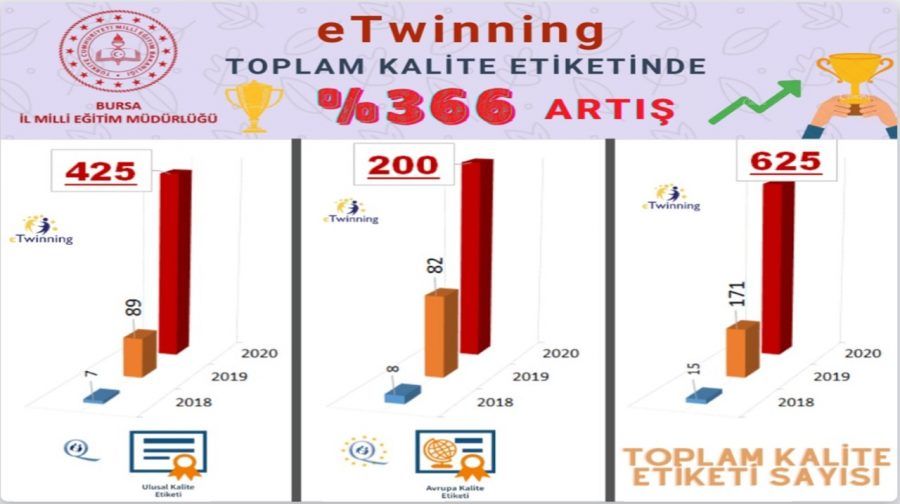 eTwinning
TOPLAM KALİTE ETİKETİNDE
%366 ARTIŞ
BURSA
İL MİLLİ EĞİTİM MÜDÜRLÜĞÜ
425
eTwinning
89
7
2020
2019
2018
Ulusal Kalite
Etiketi
200
eTwinning
82
8
2020
2019
2018
Avrupa Kalite
Etiketi
625
eTwinning
171
15
2020
2019
2018
TOPLAM KALİTE
ETİKETİ SAYISI